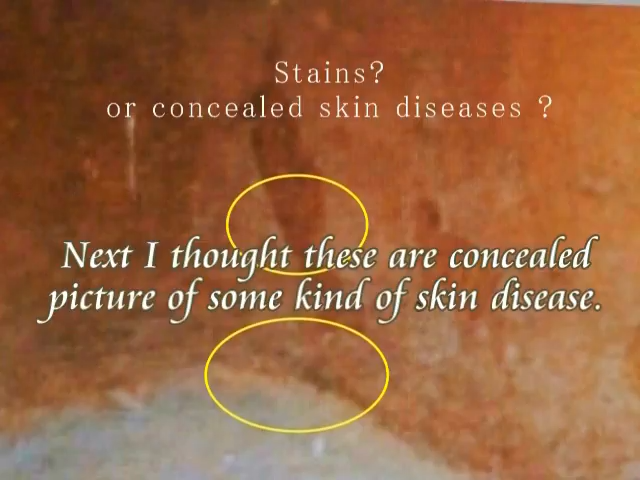 Stains?
or concealed skin diseases ?
Next I thought these are concealed
picture of some kind of skin disease.